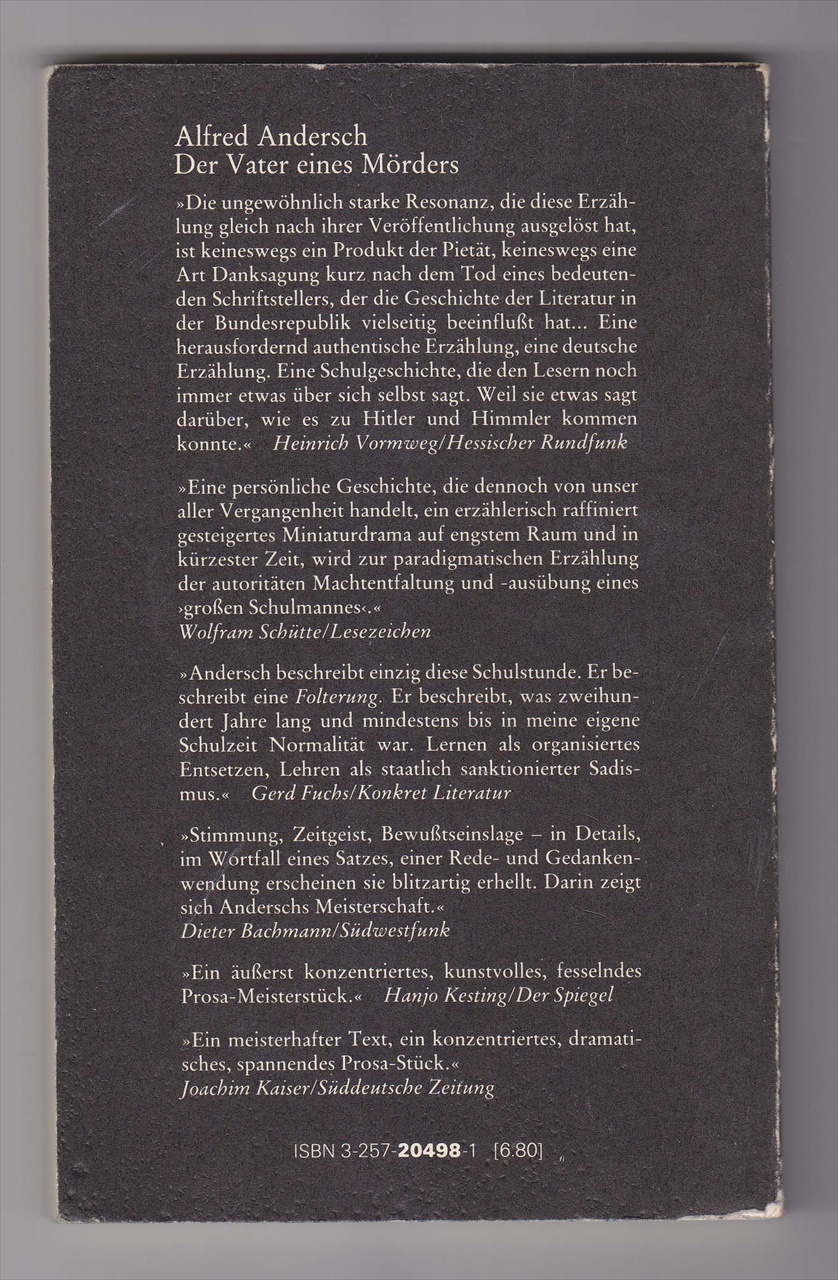 Alfred Andersch
Der Vater eines Mörders
»Die ungewöhnlich starke Resonanz, die diese Erzäh-
lung gleich nach ihrer Veröffentlichung ausgelöst hat,
ist keineswegs ein Produkt der Pietät, keineswegs eine
Art Danksagung kurz nach dem Tod eines bedeuten-
den Schriftstellers, der die Geschichte der Literatur in
der Bundesrepublik vielseitig beeinflußt hat... Eine
herausfordernd authentische Erzählung, eine deutsche
Erzählung. Eine Schulgeschichte, die den Lesern noch
immer etwas über sich selbst sagt. Weil sie etwas sagt
darüber, wie es zu Hitler und Himmler kommen
konnte.« Heinrich Vormweg/Hessischer Rundfunk
»Eine persönliche Geschichte, die dennoch von unser
aller Vergangenheit handelt, ein erzählerisch raffiniert
gesteigertes Miniaturdrama auf engstem Raum und in
kürzester Zeit, wird zur paradigmatischen Erzählung
der autoritäten Machtentfaltung und -ausübung eines
›großen Schulmannes‹.«
Wolfram Schütte/Lesezeichen
»Andersch beschreibt einzig diese Schulstunde. Er be-
schreibt eine Folterung. Er beschreibt, was zweihun-
dert Jahre lang und mindestens bis in meine eigene
Schulzeit Normalität war. Lernen als organisiertes
Entsetzen, Lehren als staatlich sanktionierter Sadis-
mus.« Gerd Fuchs/Konkret Literatur
»Stimmung, Zeitgeist, Bewußtseinslage – in Details,
im Wortfall eines Satzes, einer Rede- und Gedanken-
wendung erscheinen sie blitzartig erhellt. Darin zeigt
sich Anderschs Meisterschaft.«
Dieter Bachmann/Südwestfunk
»Ein äußerst konzentriertes, kunstvolles, fesselndes
Prosa-Meisterstück.« Hanjo Kesting/Der Spiegel
»Ein meisterhafter Text, ein konzentriertes, dramati-
sches, spannendes Prosa-Stück.«
Joachim Kaiser/Süddeutsche Zeitung
ISBN 3-257-20498-1 [6.80]